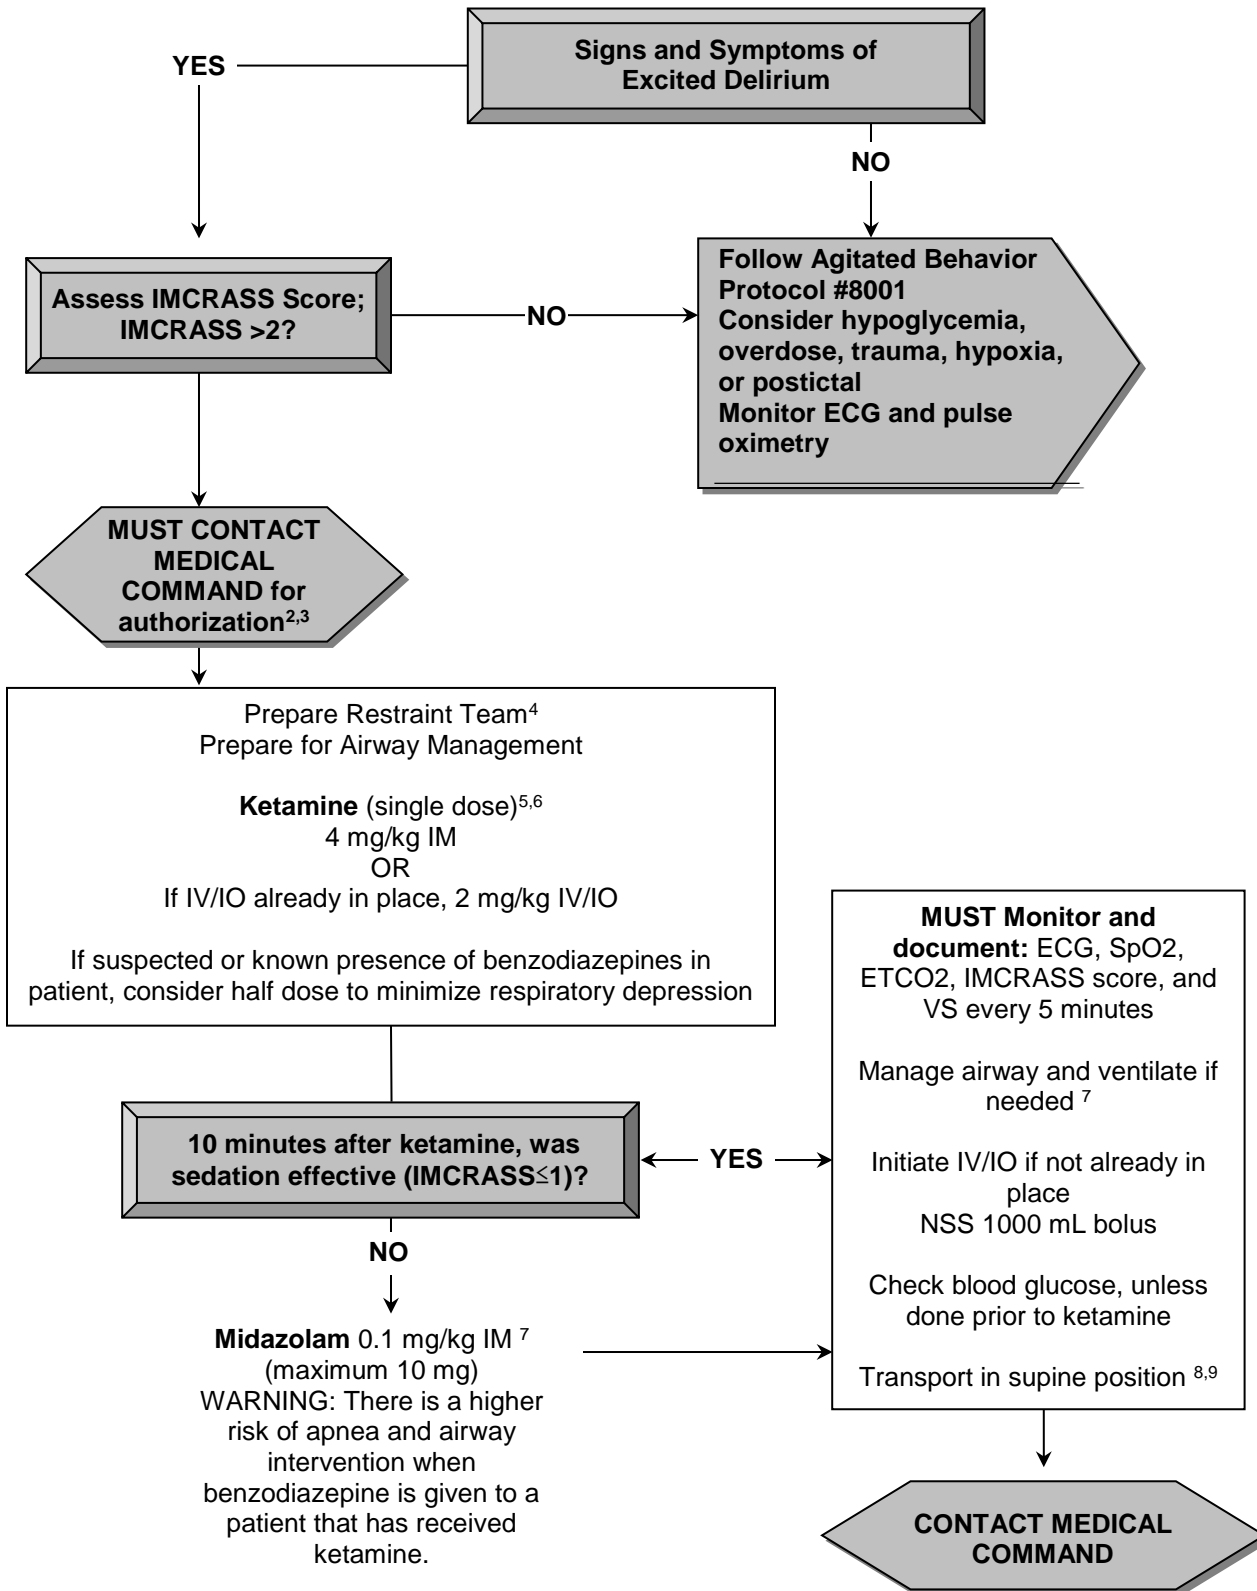 Signs and Symptoms of
Excited Delirium
YES
NO
Assess IMCRASS Score;
IMCRASS >2?
NO
Follow Agitated Behavior
Protocol #8001
Consider hypoglycemia,
overdose, trauma, hypoxia,
or postictal
Monitor ECG and pulse
oximetry
MUST CONTACT
MEDICAL
COMMAND for
authorization2,3
Prepare Restraint Team4
Prepare for Airway Management
Ketamine (single dose)5,6
4 mg/kg IM
OR
If IV/IO already in place, 2 mg/kg IV/IO
If suspected or known presence of benzodiazepines in
patient, consider half dose to minimize respiratory depression
10 minutes after ketamine, was
sedation effective (IMCRASS≤1)?
YES
NO
Midazolam 0.1 mg/kg IM 7
(maximum 10 mg)
WARNING: There is a higher
risk of apnea and airway
intervention when
benzodiazepine is given to a
patient that has received
ketamine.
MUST Monitor and
document: ECG, SpO2,
ETCO2, IMCRASS score, and
VS every 5 minutes
Manage airway and ventilate if
needed 7
Initiate IV/IO if not already in
place
NSS 1000 mL bolus
Check blood glucose, unless
done prior to ketamine
Transport in supine position 8,9
CONTACT MEDICAL
COMMAND